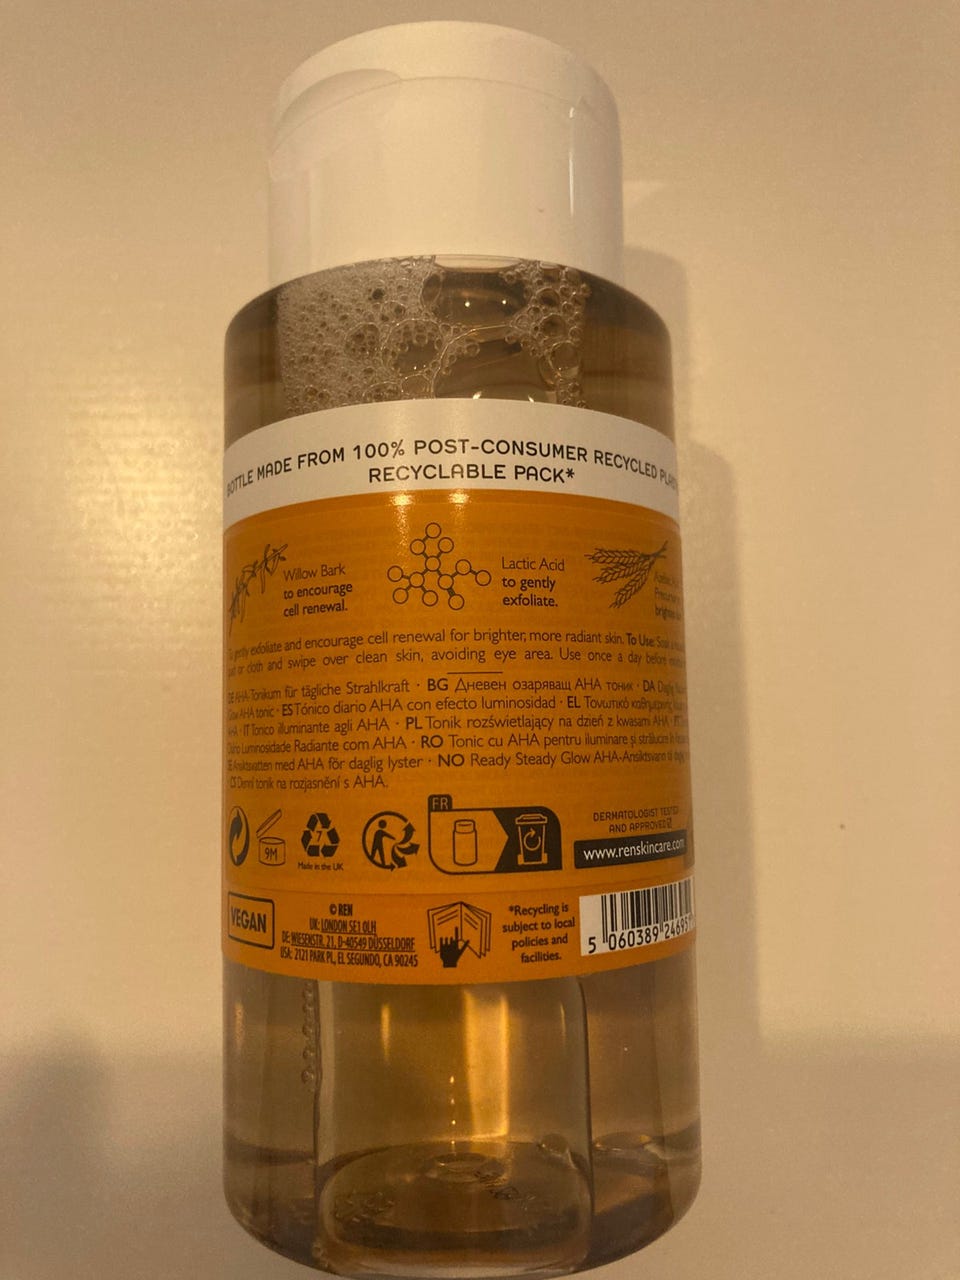 BOTTLE MADE FROM 100% POST-CONSUMER RECYCLED
RECYCLABLE PACK*
Willow Bark
to encourage
cell renewal.
Lactic Acid
to gently
exfoliate.
To gently exfoliate and encourage cell renewal for brighter, more radiant skin. To Use:
or cloth and swipe over clean skin, avoiding eye area. Use once a day before
DE AHA-Tonikum für tägliche Strahlkraft · BG Дневен озаряващ AHA тоник · DA
Glow AHA tonic · ES Tónico diario AHA con efecto luminosidad · EL
AHA · IT Tonico illuminante agli AHA · PL Tonik rozświetlający na dzień z kwasami AHA ·
Diário Luminosidade Radiante com AHA · RO Tonic cu AHA pentru iluminare și strălucire
Ansiktsvatten med AHA för daglig lyster · NO Ready Steady Glow AHA-Ansiktsvann
· CS Denní tonik na rozjasnění s AHA.
9M
7
Made in the UK
FR
DERMATOLOGIST TESTED
AND APPROVED
www.renskincare.com
VEGAN
© REN
UK: LONDON SE1 0LH
DE: WIESENSTR. 21, D-40549 DÜSSELDORF
USA: 2121 PARK PL, EL SEGUNDO, CA 90245
*Recycling is
subject to local
policies and
facilities.
5 060389 24695